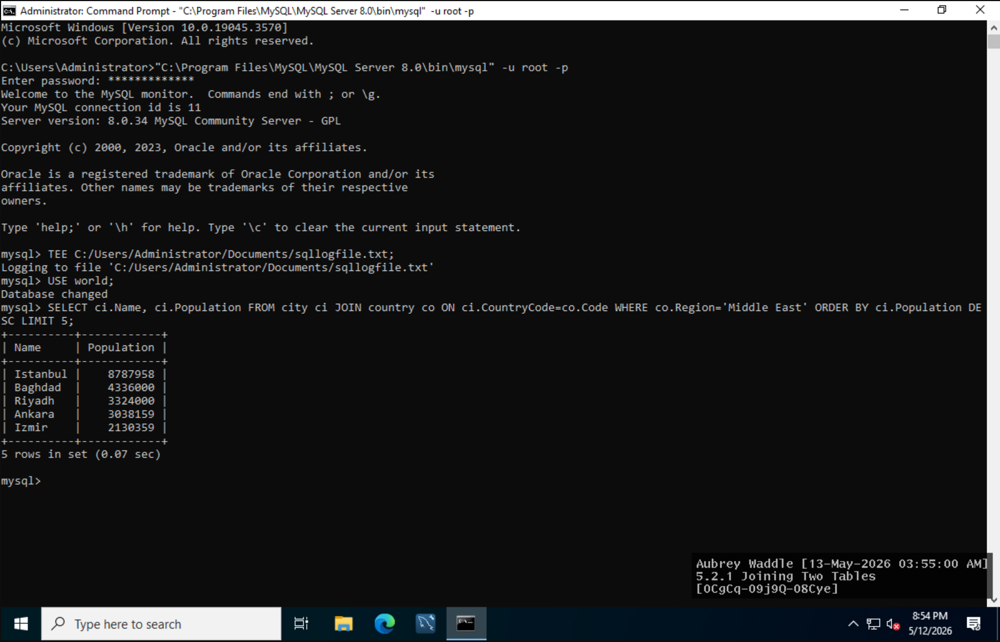 Administrator: Command Prompt - "C:\Program Files\MySQL\MySQL Server 8.0\bin\mysql" -u root -p
Microsoft Windows [Version 10.0.19045.3570]
(c) Microsoft Corporation. All rights reserved.
C:\Users\Administrator>"C:\Program Files\MySQL\MySQL Server 8.0\bin\mysql" -u root -p
Enter password: *************
Welcome to the MySQL monitor.  Commands end with ; or \g.
Your MySQL connection id is 11
Server version: 8.0.34 MySQL Community Server - GPL
Copyright (c) 2000, 2023, Oracle and/or its affiliates.
Oracle is a registered trademark of Oracle Corporation and/or its
affiliates. Other names may be trademarks of their respective
owners.
Type 'help;' or '\h' for help. Type '\c' to clear the current input statement.
mysql> TEE C:/Users/Administrator/Documents/sqllogfile.txt;
Logging to file 'C:/Users/Administrator/Documents/sqllogfile.txt'
mysql> USE world;
Database changed
mysql> SELECT ci.Name, ci.Population FROM city ci JOIN country co ON ci.CountryCode=co.Code WHERE co.Region='Middle East' ORDER BY ci.Population DE
SC LIMIT 5;
+----------+------------+
| Name     | Population |
+----------+------------+
| Istanbul |    8787958 |
| Baghdad  |    4336000 |
| Riyadh   |    3324000 |
| Ankara   |    3038159 |
| Izmir    |    2130359 |
+----------+------------+
5 rows in set (0.07 sec)
mysql>
Aubrey Waddle [13-May-2026 03:55:00 AM]
5.2.1 Joining Two Tables
[0CgCq-O9j9Q-O8Cye]
Type here to search
8:54 PM
5/12/2026